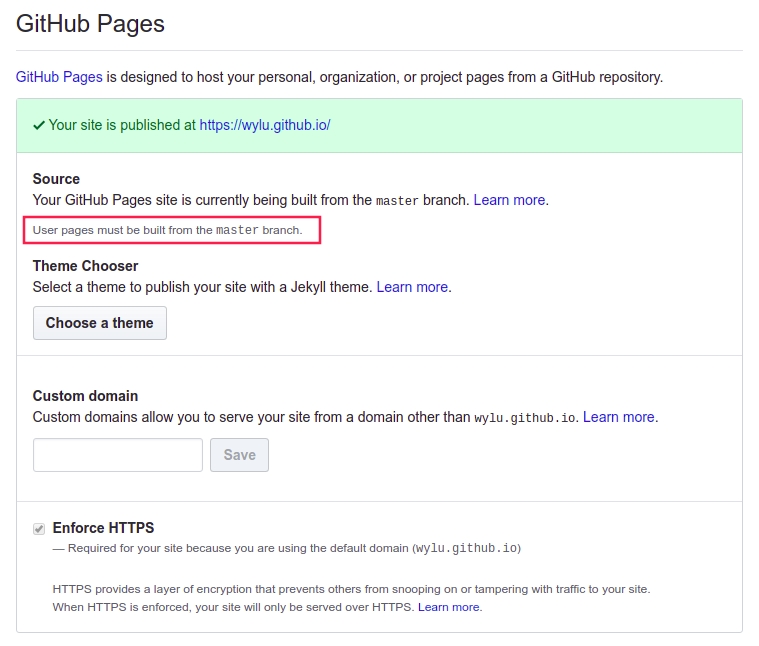 GitHub Pages
GitHub Pages is designed to host your personal, organization, or project pages from a GitHub repository.
✓ Your site is published at https://wylu.github.io/
Source
Your GitHub Pages site is currently being built from the master branch. Learn more.
User pages must be built from the master branch.
Theme Chooser
Select a theme to publish your site with a Jekyll theme. Learn more.
Choose a theme
Custom domain
Custom domains allow you to serve your site from a domain other than wylu.github.io. Learn more.
Save
Enforce HTTPS
— Required for your site because you are using the default domain (wylu.github.io)
HTTPS provides a layer of encryption that prevents others from snooping on or tampering with traffic to your site.
When HTTPS is enforced, your site will only be served over HTTPS. Learn more.